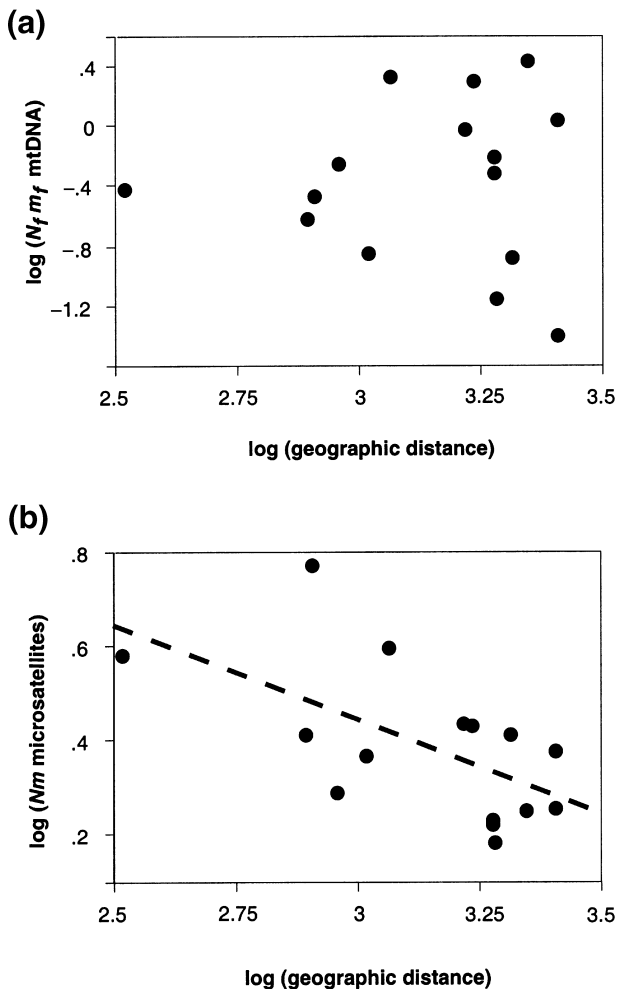 (a)
log (Nf mf mtDNA)
.4
0
−.4
−.8
−1.2
2.5 2.75 3 3.25 3.5
log (geographic distance)
(b)
log (Nm microsatellites)
.8
.6
.4
.2
2.5 2.75 3 3.25 3.5
log (geographic distance)